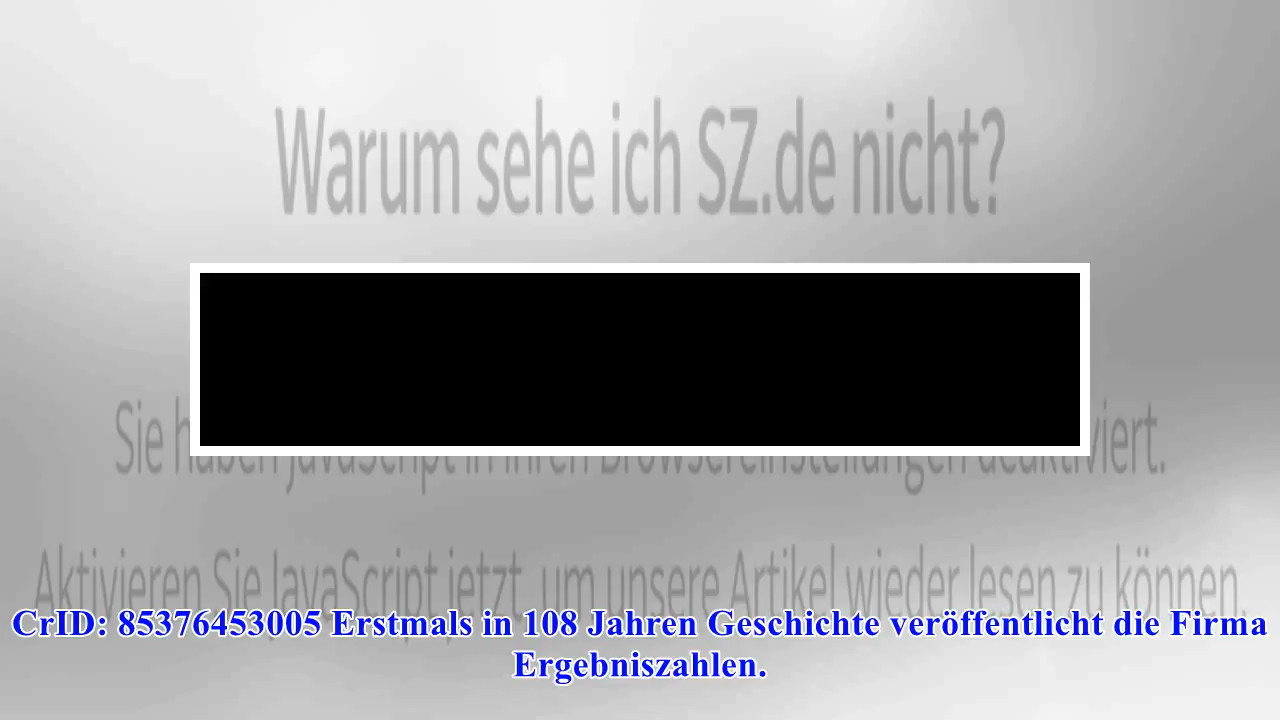 Warum sehe ich SZ.de nicht?
Sie haben JavaScript in Ihren Browsereinstellungen deaktiviert.
Aktivieren Sie JavaScript jetzt, um unsere Artikel wieder lesen zu können.
CrID: 85376453005 Erstmals in 108 Jahren Geschichte veröffentlicht die Firma
Ergebniszahlen.